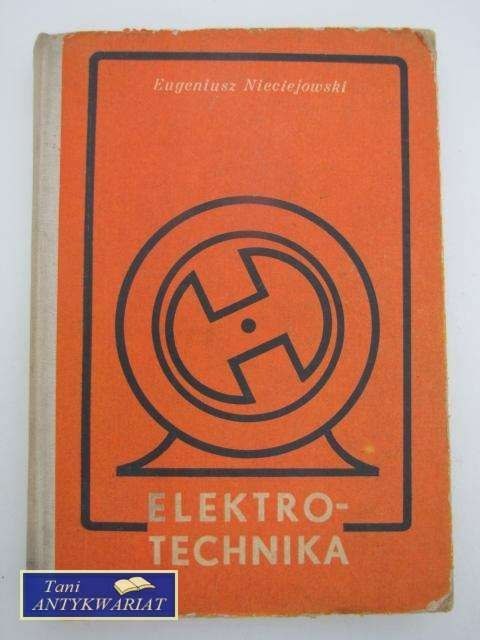 Eugeniusz Nieciejowski
ELEKTRO-
TECHNIKA
Tani
ANTYKWARIAT